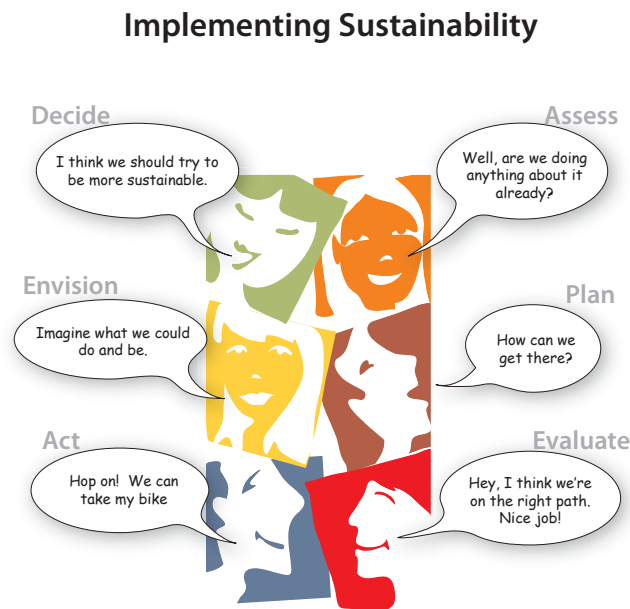 Implementing Sustainability
Decide
I think we should try to
be more sustainable.
Assess
Well, are we doing
anything about it
already?
Envision
Imagine what we could
do and be.
Plan
How can we
get there?
Act
Hop on!  We can
take my bike
Evaluate
Hey, I think we're
on the right path.
Nice job!